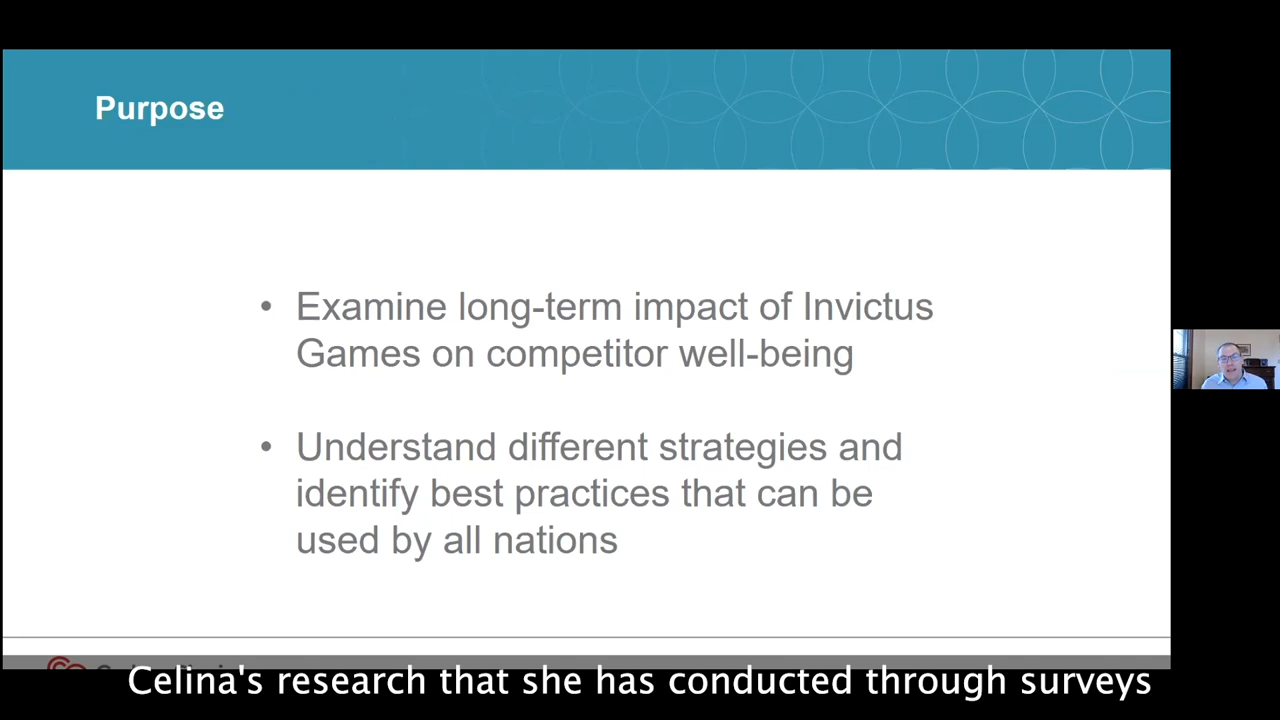 Purpose
• Examine long-term impact of Invictus
Games on competitor well-being
• Understand different strategies and
identify best practices that can be
used by all nations
Celina's research that she has conducted through surveys